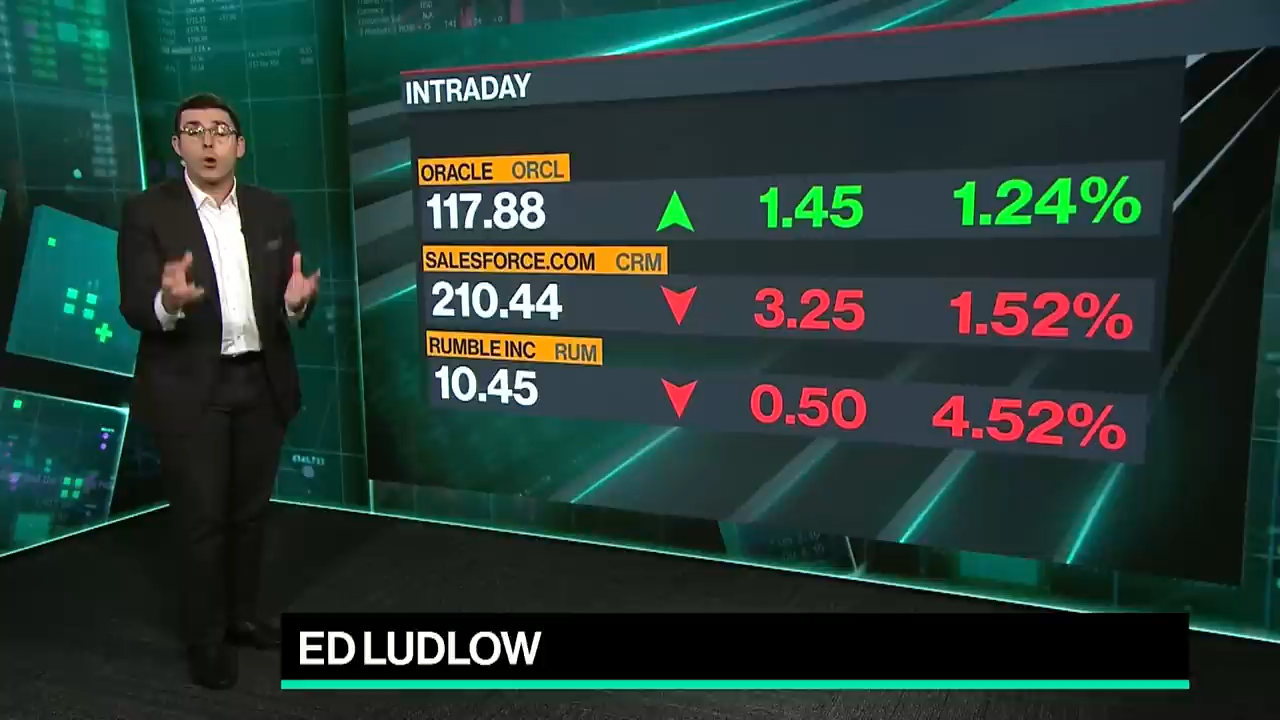 INTRADAY
ORACLE ORCL
117.88 1.45 1.24%
SALESFORCE.COM CRM
210.44 3.25 1.52%
RUMBLE INC RUM
10.45 0.50 4.52%
ED LUDLOW